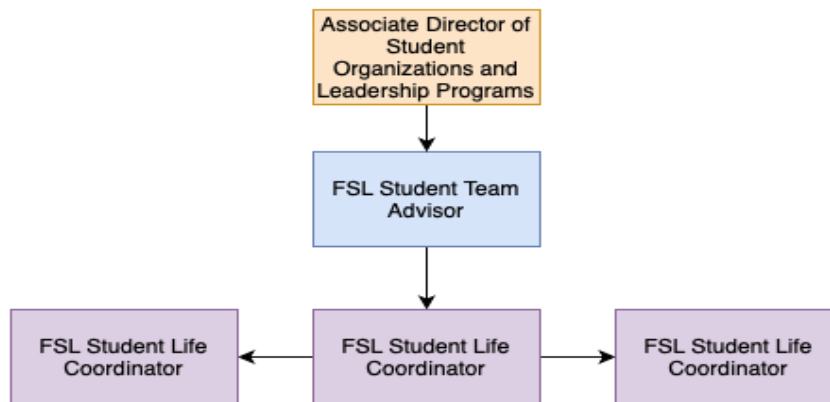 Associate Director of
Student
Organizations and
Leadership Programs
FSL Student Team
Advisor
FSL Student Life
Coordinator
FSL Student Life
Coordinator
FSL Student Life
Coordinator